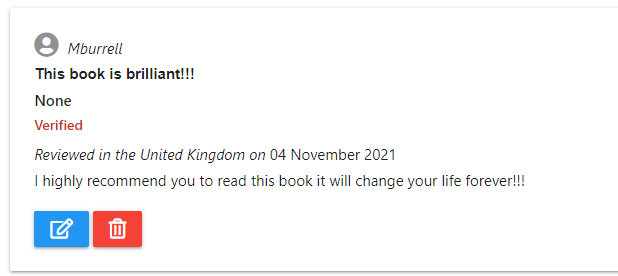 Mburrell
This book is brilliant!!!
None
Verified
Reviewed in the United Kingdom on 04 November 2021
I highly recommend you to read this book it will change your life forever!!!